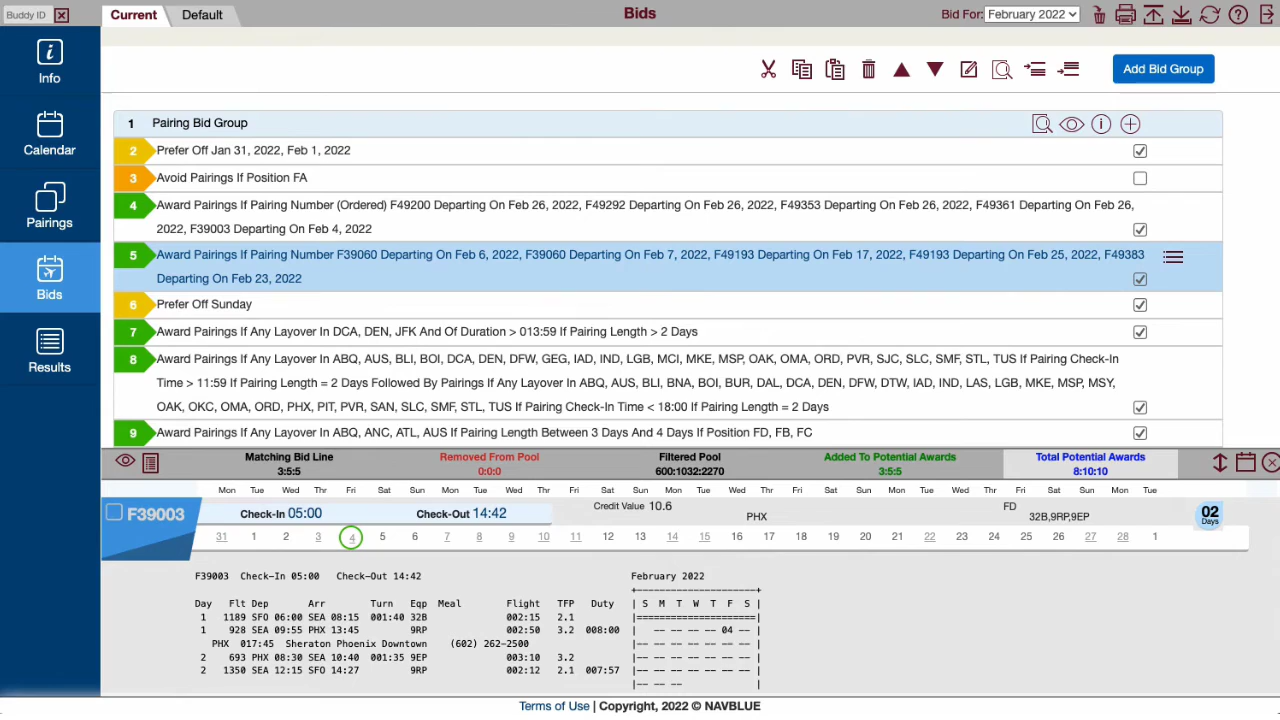 Buddy ID
Current Default
Bids
Bid For: February 2022
Info
Calendar
Pairings
Bids
Results
Add Bid Group
1 Pairing Bid Group
2 Prefer Off Jan 31, 2022, Feb 1, 2022
3 Avoid Pairings If Position FA
4 Award Pairings If Pairing Number (Ordered) F49200 Departing On Feb 26, 2022, F49292 Departing On Feb 26, 2022, F49353 Departing On Feb 26, 2022, F49361 Departing On Feb 26,
2022, F39003 Departing On Feb 4, 2022
5 Award Pairings If Pairing Number F39060 Departing On Feb 6, 2022, F39060 Departing On Feb 7, 2022, F49193 Departing On Feb 17, 2022, F49193 Departing On Feb 25, 2022, F49383
Departing On Feb 23, 2022
6 Prefer Off Sunday
7 Award Pairings If Any Layover In DCA, DEN, JFK And Of Duration > 013:59 If Pairing Length > 2 Days
8 Award Pairings If Any Layover In ABQ, AUS, BLI, BOI, DCA, DEN, DFW, GEG, IAD, IND, LGB, MCI, MKE, MSP, OAK, OMA, ORD, PVR, SJC, SLC, SMF, STL, TUS If Pairing Check-In
Time > 11:59 If Pairing Length = 2 Days Followed By Pairings If Any Layover In ABQ, AUS, BLI, BNA, BOI, BUR, DAL, DCA, DEN, DFW, DTW, IAD, IND, LAS, LGB, MKE, MSP, MSY,
OAK, OKC, OMA, ORD, PHX, PIT, PVR, SAN, SLC, SMF, STL, TUS If Pairing Check-In Time < 18:00 If Pairing Length = 2 Days
9 Award Pairings If Any Layover In ABQ, ANC, ATL, AUS If Pairing Length Between 3 Days And 4 Days If Position FD, FB, FC
Matching Bid Line Removed From Pool Filtered Pool Added To Potential Awards Total Potential Awards
3:5:5 0:0:0 600:1032:2270 3:5:5 8:10:10
Mon Tue Wed Thr Fri Sat Sun Mon Tue Wed Thr Fri Sat Sun Mon Tue Wed Thr Fri Sat Sun Mon Tue Wed Thr Fri Sat Sun Mon Tue
F39003 Check-In 05:00 Check-Out 14:42 Credit Value 10.6 PHX FD 32B,9RP,9EP 02 Days
31 1 2 3 4 5 6 7 8 9 10 11 12 13 14 15 16 17 18 19 20 21 22 23 24 25 26 27 28 1
F39003 Check-In 05:00 Check-Out 14:42 February 2022
+---------------------+
Day Flt Dep Arr Turn Eqp Meal Flight TFP Duty | S M T W T F S |
1 1189 SFO 06:00 SEA 08:15 001:40 32B 002:15 2.1 |=====================|
1 928 SEA 09:55 PHX 13:45 9RP 002:50 3.2 008:00 | -- -- -- -- 04 -- |
PHX 017:45 Sheraton Phoenix Downtown (602) 262-2500 |-- -- -- -- -- -- -- |
2 693 PHX 08:30 SEA 10:40 001:35 9EP 003:10 3.2 |-- -- -- -- -- -- -- |
2 1350 SEA 12:15 SFO 14:27 9RP 002:12 2.1 007:57 |-- -- -- -- -- -- -- |
|-- -- -- |
Terms of Use | Copyright, 2022 © NAVBLUE